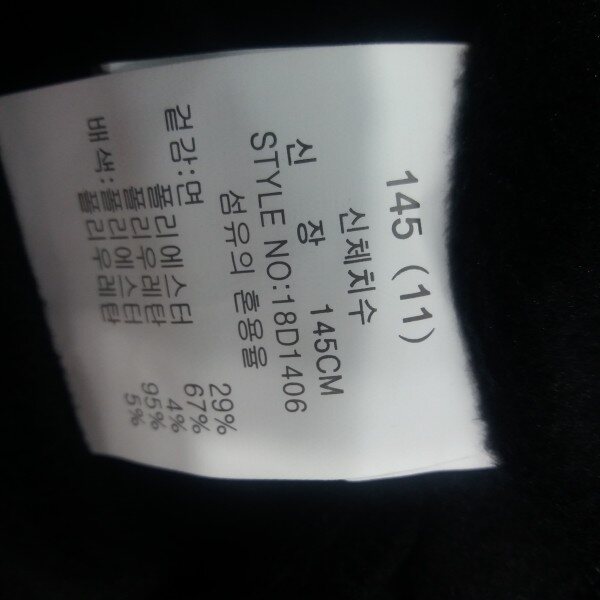 145 (11)
신체치수
신 장 145CM
STYLE NO:18D1406
섬유의 혼용율
겉감:면 29%
폴리에스터 67%
폴리우레탄 4%
배색:폴리에스터 95%
폴리우레탄 5%